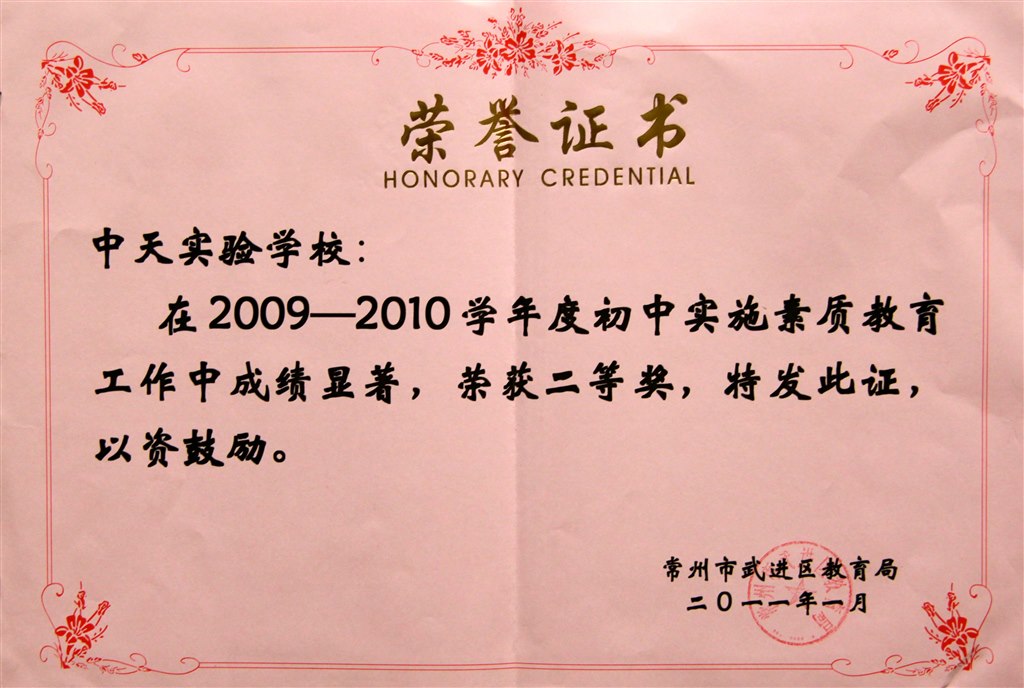 荣誉证书
HONORARY CREDENTIAL
中天实验学校：
在2009—2010学年度初中实施素质教育
工作中成绩显著，荣获二等奖，特发此证，
以资鼓励。
常州市武进区教育局
二〇一一年一月